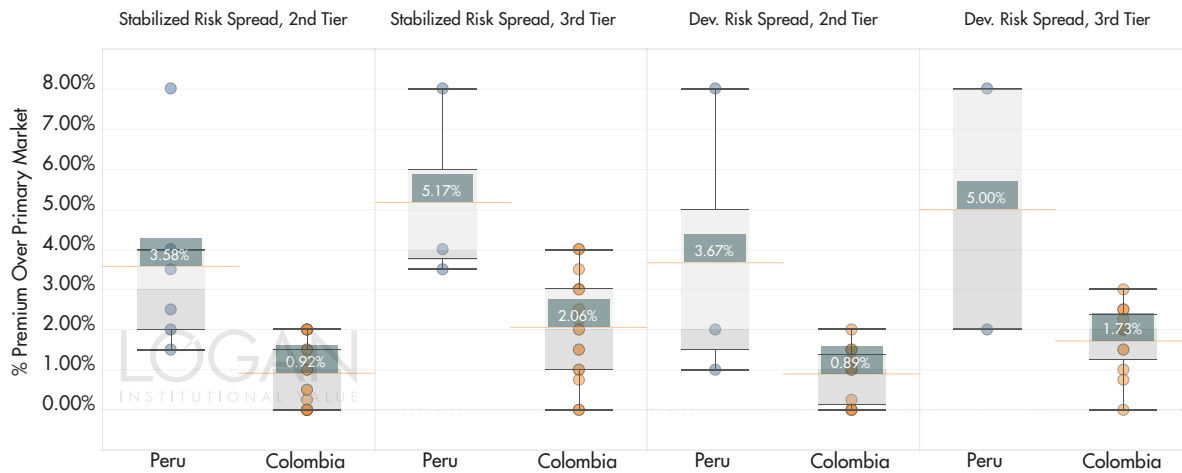 Stabilized Risk Spread, 2nd Tier
Stabilized Risk Spread, 3rd Tier
Dev. Risk Spread, 2nd Tier
Dev. Risk Spread, 3rd Tier
% Premium Over Primary Market
8.00%
7.00%
6.00%
5.00%
4.00%
3.00%
2.00%
1.00%
0.00%
3.58%
0.92%
5.17%
2.06%
3.67%
0.89%
5.00%
1.73%
LOGAN
INSTITUTIONAL VALUE
Peru
Colombia
Peru
Colombia
Peru
Colombia
Peru
Colombia